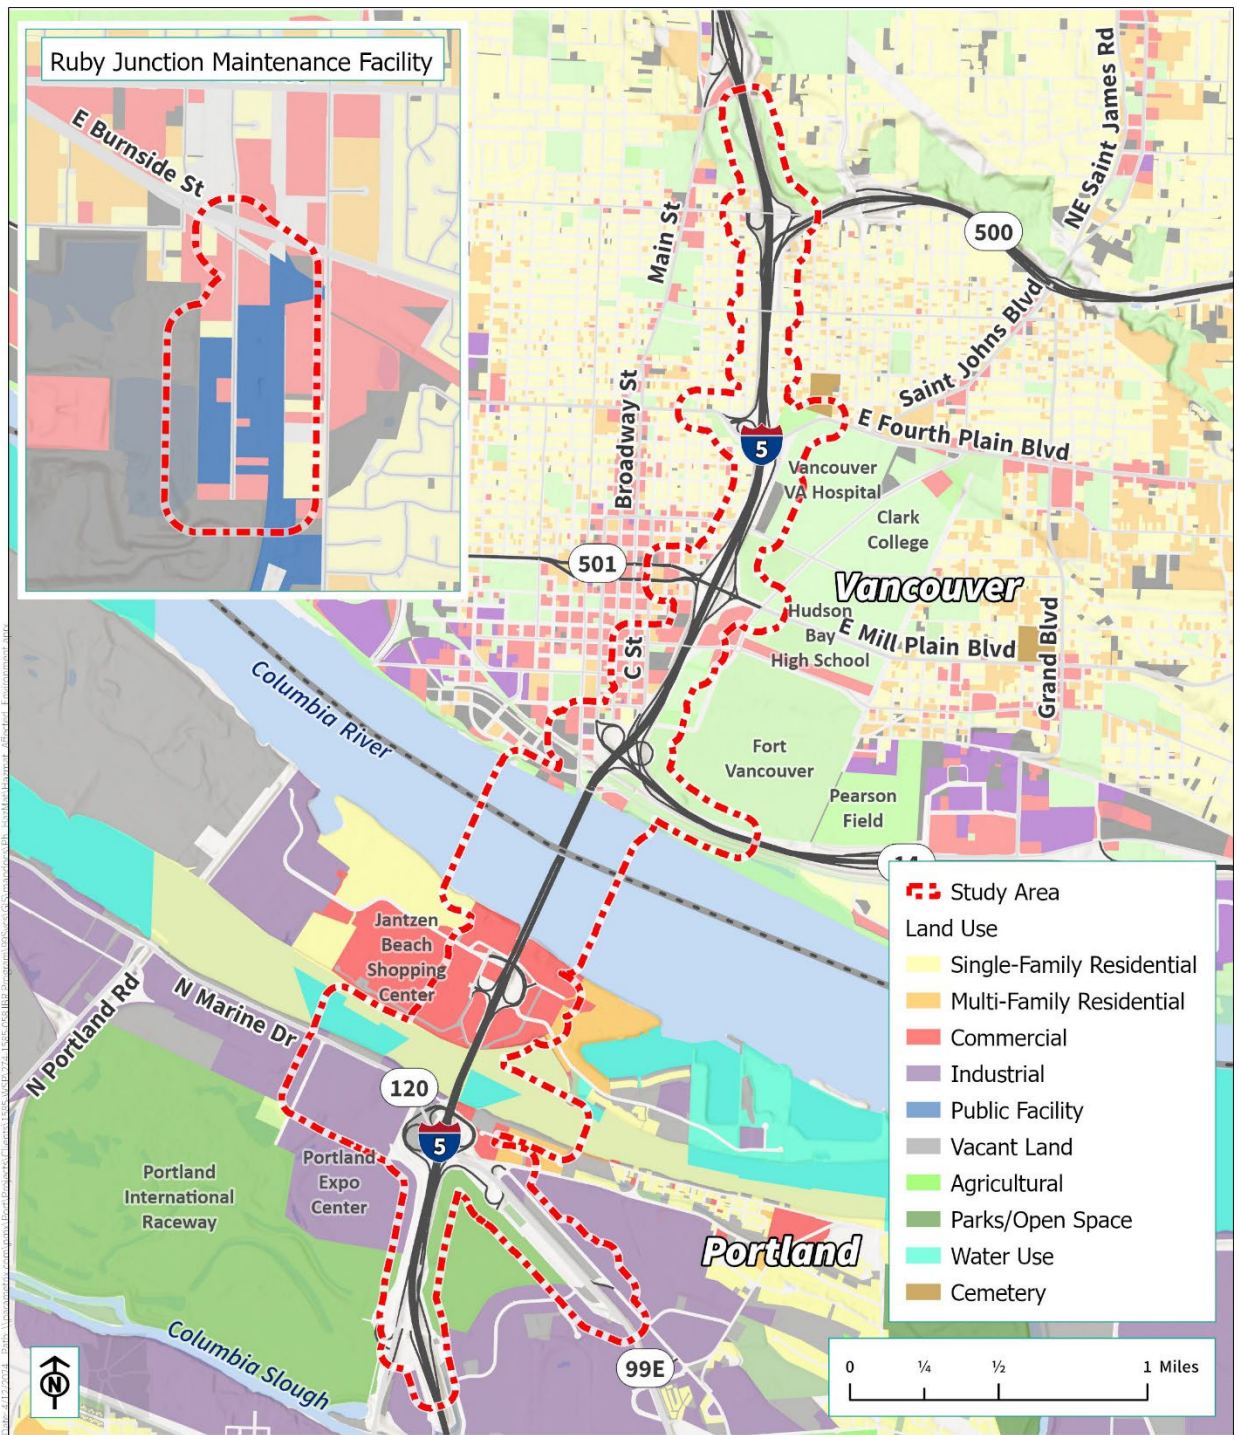 Ruby Junction Maintenance Facility
E Burnside St
NE Saint James Rd
Main St
500
Saint Johns Blvd
Broadway St
E Fourth Plain Blvd
5
Vancouver
VA Hospital
Clark
College
501
Vancouver
Hudson
Bay
High School
E Mill Plain Blvd
Grand Blvd
C St
Columbia River
Fort
Vancouver
Pearson
Field
14
Jantzen
Beach
Shopping
Center
N Portland Rd
N Marine Dr
120
5
Portland
International
Raceway
Portland
Expo
Center
Portland
Columbia Slough
99E
Study Area
Land Use
Single-Family Residential
Multi-Family Residential
Commercial
Industrial
Public Facility
Vacant Land
Agricultural
Parks/Open Space
Water Use
Cemetery
N
0 ¼ ½ 1 Miles